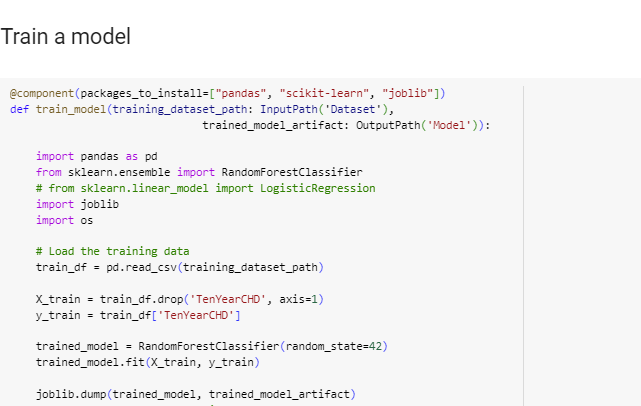 Train a model
@component(packages_to_install=["pandas", "scikit-learn", "joblib"])
def train_model(training_dataset_path: InputPath('Dataset'),
                trained_model_artifact: OutputPath('Model')):
    import pandas as pd
    from sklearn.ensemble import RandomForestClassifier
    # from sklearn.linear_model import LogisticRegression
    import joblib
    import os
    # Load the training data
    train_df = pd.read_csv(training_dataset_path)
    X_train = train_df.drop('TenYearCHD', axis=1)
    y_train = train_df['TenYearCHD']
    trained_model = RandomForestClassifier(random_state=42)
    trained_model.fit(X_train, y_train)
    joblib.dump(trained_model, trained_model_artifact)